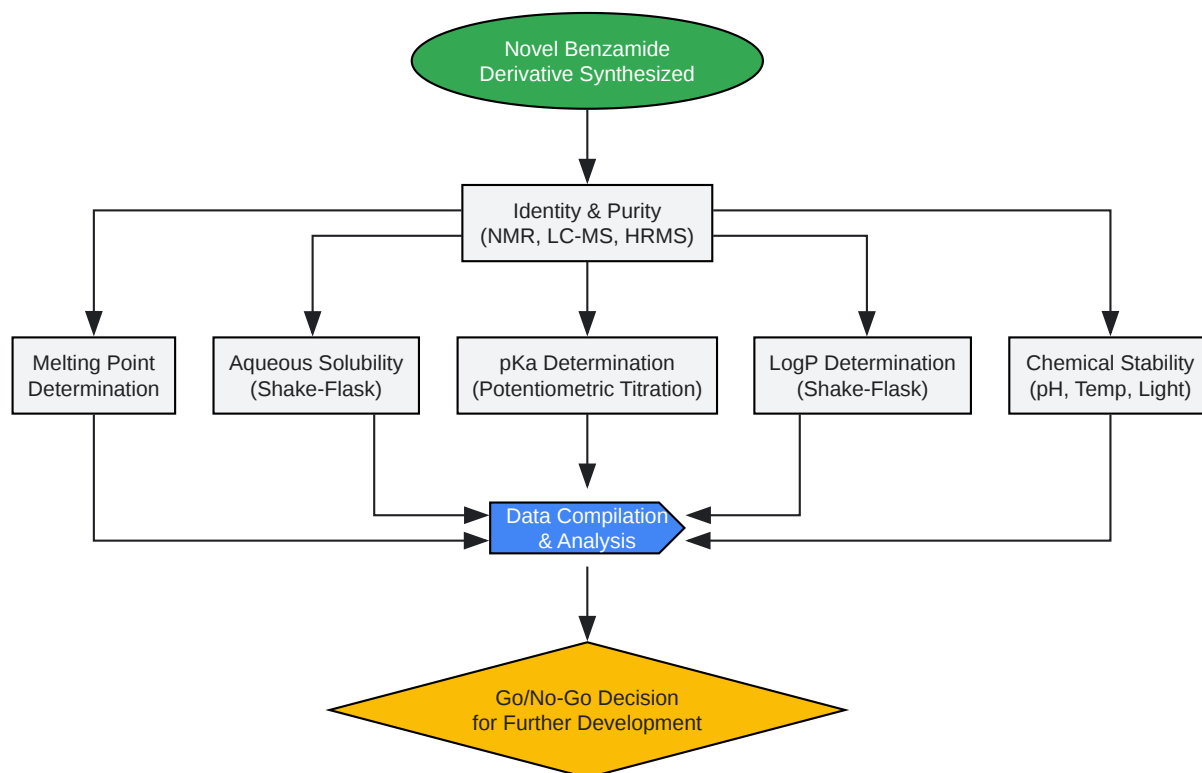 Novel Benzamide
Derivative Synthesized
Identity & Purity
(NMR, LC-MS, HRMS)
Melting Point
Determination
Aqueous Solubility
(Shake-Flask)
pKa Determination
(Potentiometric Titration)
LogP Determination
(Shake-Flask)
Chemical Stability
(pH, Temp, Light)
Data Compilation
& Analysis
Go/No-Go Decision
for Further Development